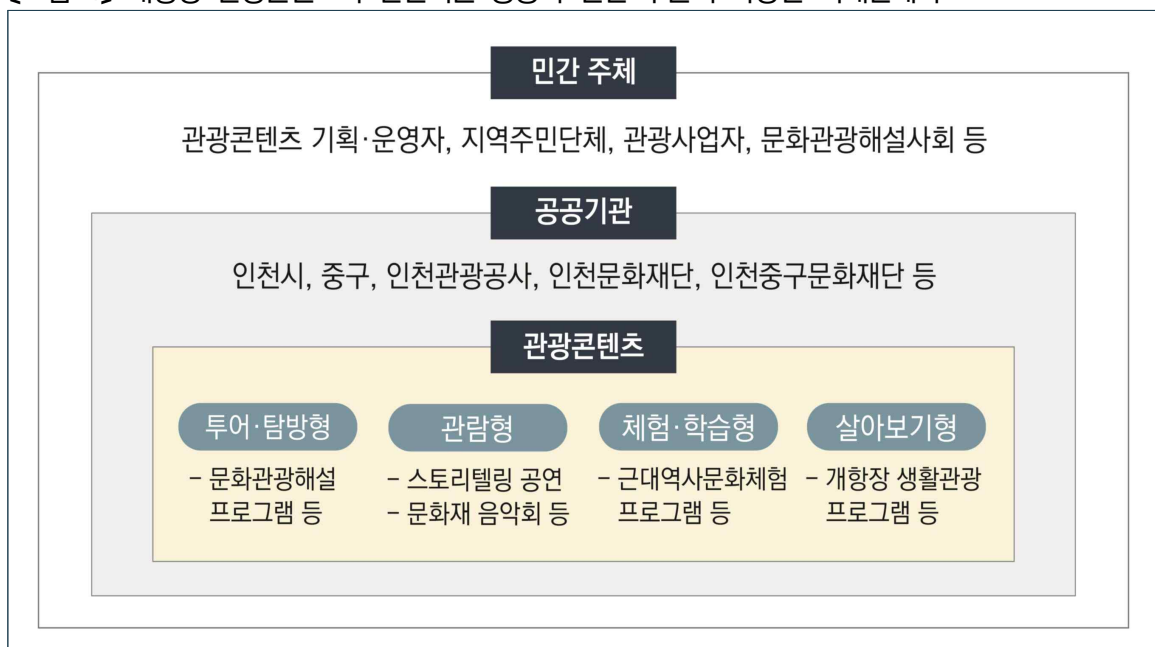 민간 주체
관광콘텐츠 기획·운영자, 지역주민단체, 관광사업자, 문화관광해설사회 등
공공기관
인천시, 중구, 인천관광공사, 인천문화재단, 인천중구문화재단 등
관광콘텐츠
투어·탐방형
- 문화관광해설
프로그램 등
관람형
- 스토리텔링 공연
- 문화재 음악회 등
체험·학습형
- 근대역사문화체험
프로그램 등
살아보기형
- 개항장 생활관광
프로그램 등